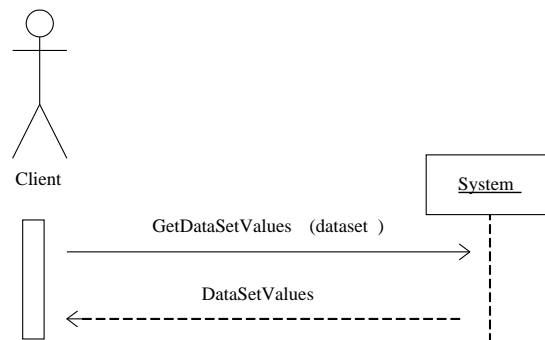 Client
System
GetDataSetValues (dataset )
DataSetValues